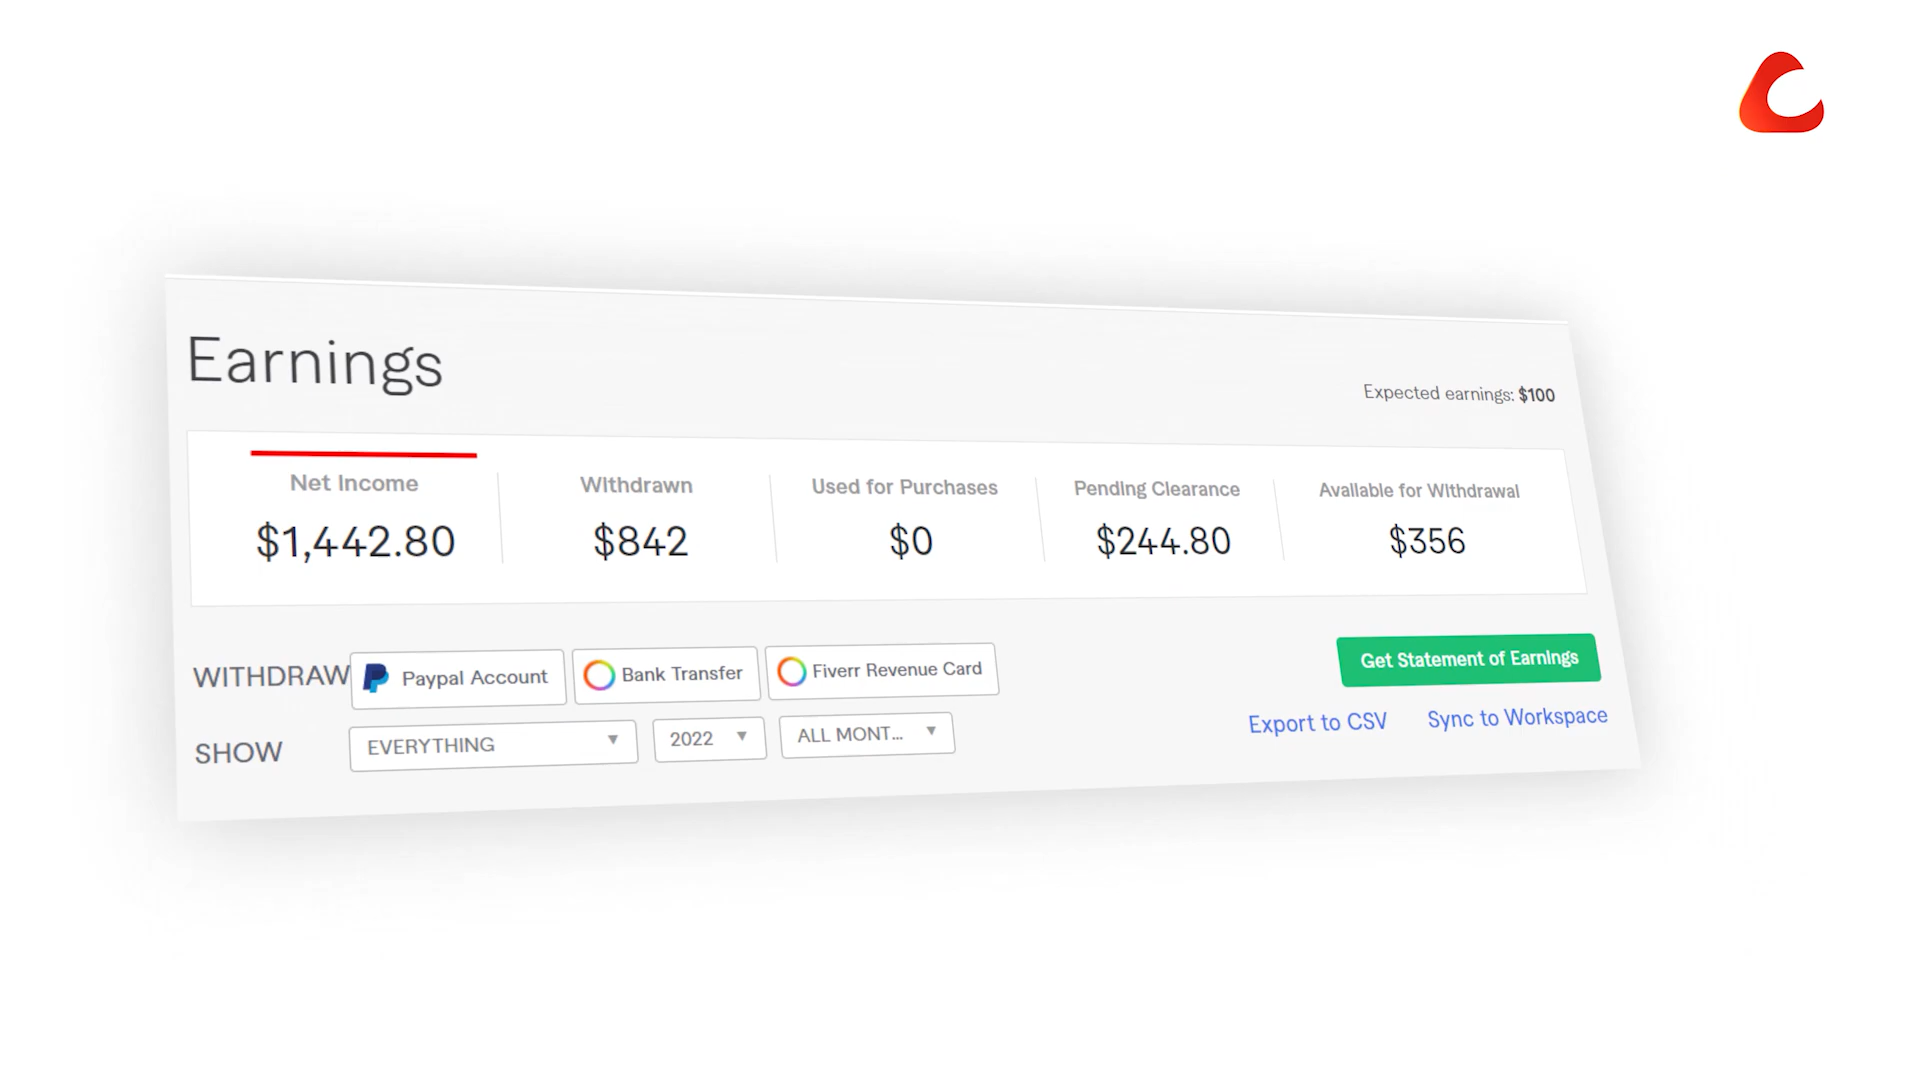 Earnings
Expected earnings: $100
Net Income
$1,442.80
Withdrawn
$842
Used for Purchases
$0
Pending Clearance
$244.80
Available for Withdrawal
$356
WITHDRAW
Paypal Account
Bank Transfer
Fiverr Revenue Card
Get Statement of Earnings
SHOW
EVERYTHING
2022
ALL MONT...
Export to CSV
Sync to Workspace